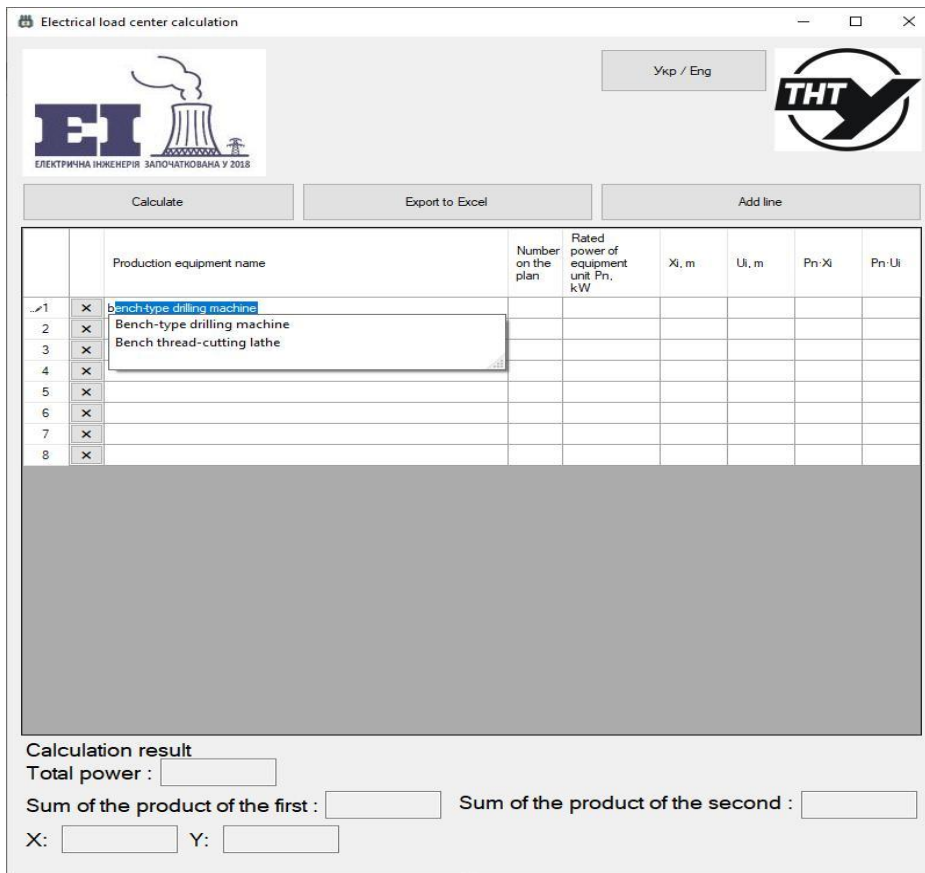 Electrical load center calculation
Укр / Eng
ТНТУ
ЕІ
ЕЛЕКТРИЧНА ІНЖЕНЕРІЯ ЗАПОЧАТКОВАНА У 2018
Calculate
Export to Excel
Add line
Production equipment name
Number on the plan
Rated power of equipment unit Pn, kW
Xi, m
Ui, m
Pn·Xi
Pn·Ui
1 × bench-type drilling machine
Bench-type drilling machine
Bench thread-cutting lathe
2 ×
3 ×
4 ×
5 ×
6 ×
7 ×
8 ×
Calculation result
Total power :
Sum of the product of the first :
Sum of the product of the second :
X:
Y: